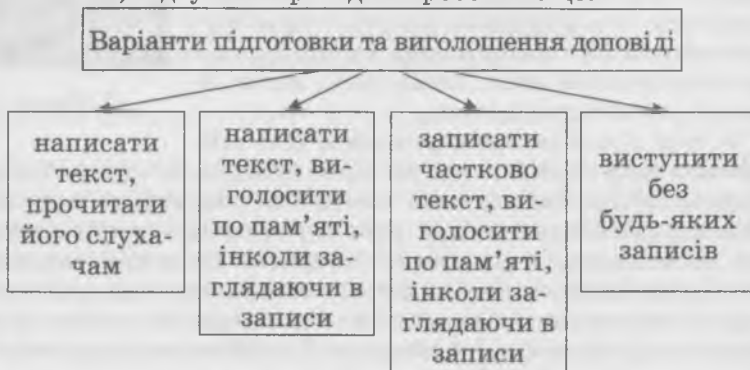 Варіанти підготовки та виголошення доповіді
написати
текст,
прочитати
його слуха-
чам
написати
текст, ви-
голосити
по пам’яті,
інколи за-
глядаючи в
записи
записати
частково
текст, ви-
голосити
по пам’яті,
інколи за-
глядаючи в
записи
виступити
без
будь-яких
записів